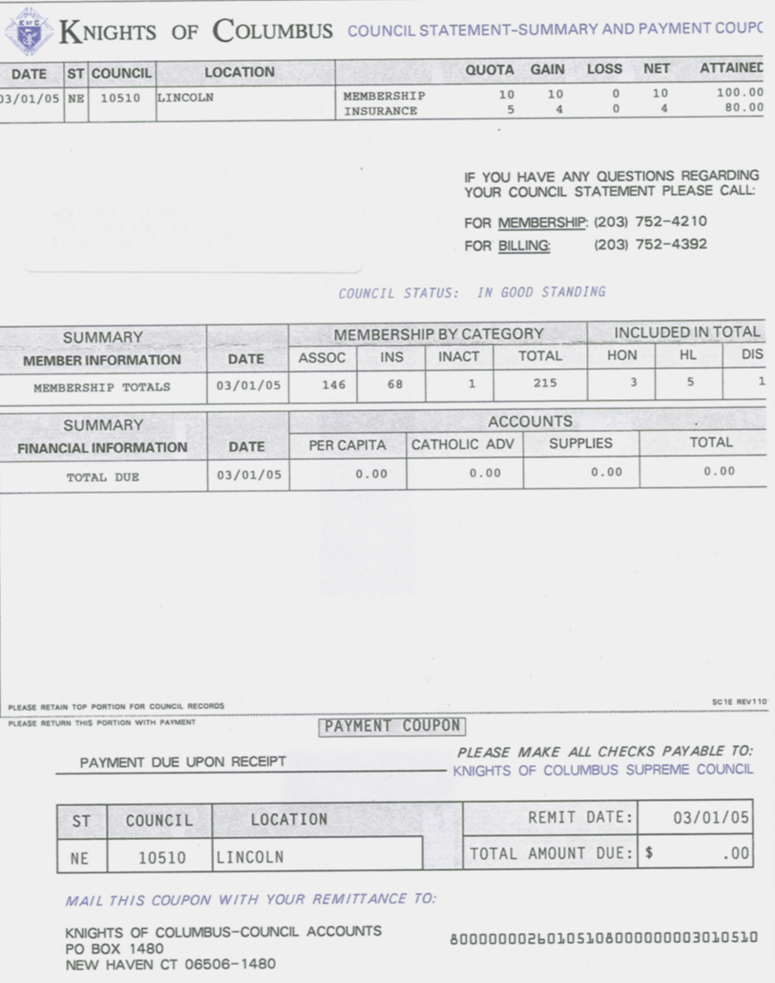 K of C
KNIGHTS OF COLUMBUS COUNCIL STATEMENT-SUMMARY AND PAYMENT COUPO
DATE ST COUNCIL LOCATION QUOTA GAIN LOSS NET ATTAINED
03/01/05 NE 10510 LINCOLN MEMBERSHIP 10 10 0 10 100.00
INSURANCE 5 4 0 4 80.00
IF YOU HAVE ANY QUESTIONS REGARDING
YOUR COUNCIL STATEMENT PLEASE CALL:
FOR MEMBERSHIP: (203) 752-4210
FOR BILLING: (203) 752-4392
COUNCIL STATUS: IN GOOD STANDING
SUMMARY MEMBERSHIP BY CATEGORY INCLUDED IN TOTAL
MEMBER INFORMATION DATE ASSOC INS INACT TOTAL HON HL DIS
MEMBERSHIP TOTALS 03/01/05 146 68 1 215 3 5 1
SUMMARY ACCOUNTS
FINANCIAL INFORMATION DATE PER CAPITA CATHOLIC ADV SUPPLIES TOTAL
TOTAL DUE 03/01/05 0.00 0.00 0.00 0.00
PLEASE RETAIN TOP PORTION FOR COUNCIL RECORDS SC1E REV110
PLEASE RETURN THIS PORTION WITH PAYMENT
PAYMENT COUPON
PAYMENT DUE UPON RECEIPT PLEASE MAKE ALL CHECKS PAYABLE TO:
KNIGHTS OF COLUMBUS SUPREME COUNCIL
ST COUNCIL LOCATION REMIT DATE: 03/01/05
NE 10510 LINCOLN TOTAL AMOUNT DUE: $ .00
MAIL THIS COUPON WITH YOUR REMITTANCE TO:
KNIGHTS OF COLUMBUS-COUNCIL ACCOUNTS
PO BOX 1480
NEW HAVEN CT 06506-1480
800000002601051080000000003010510